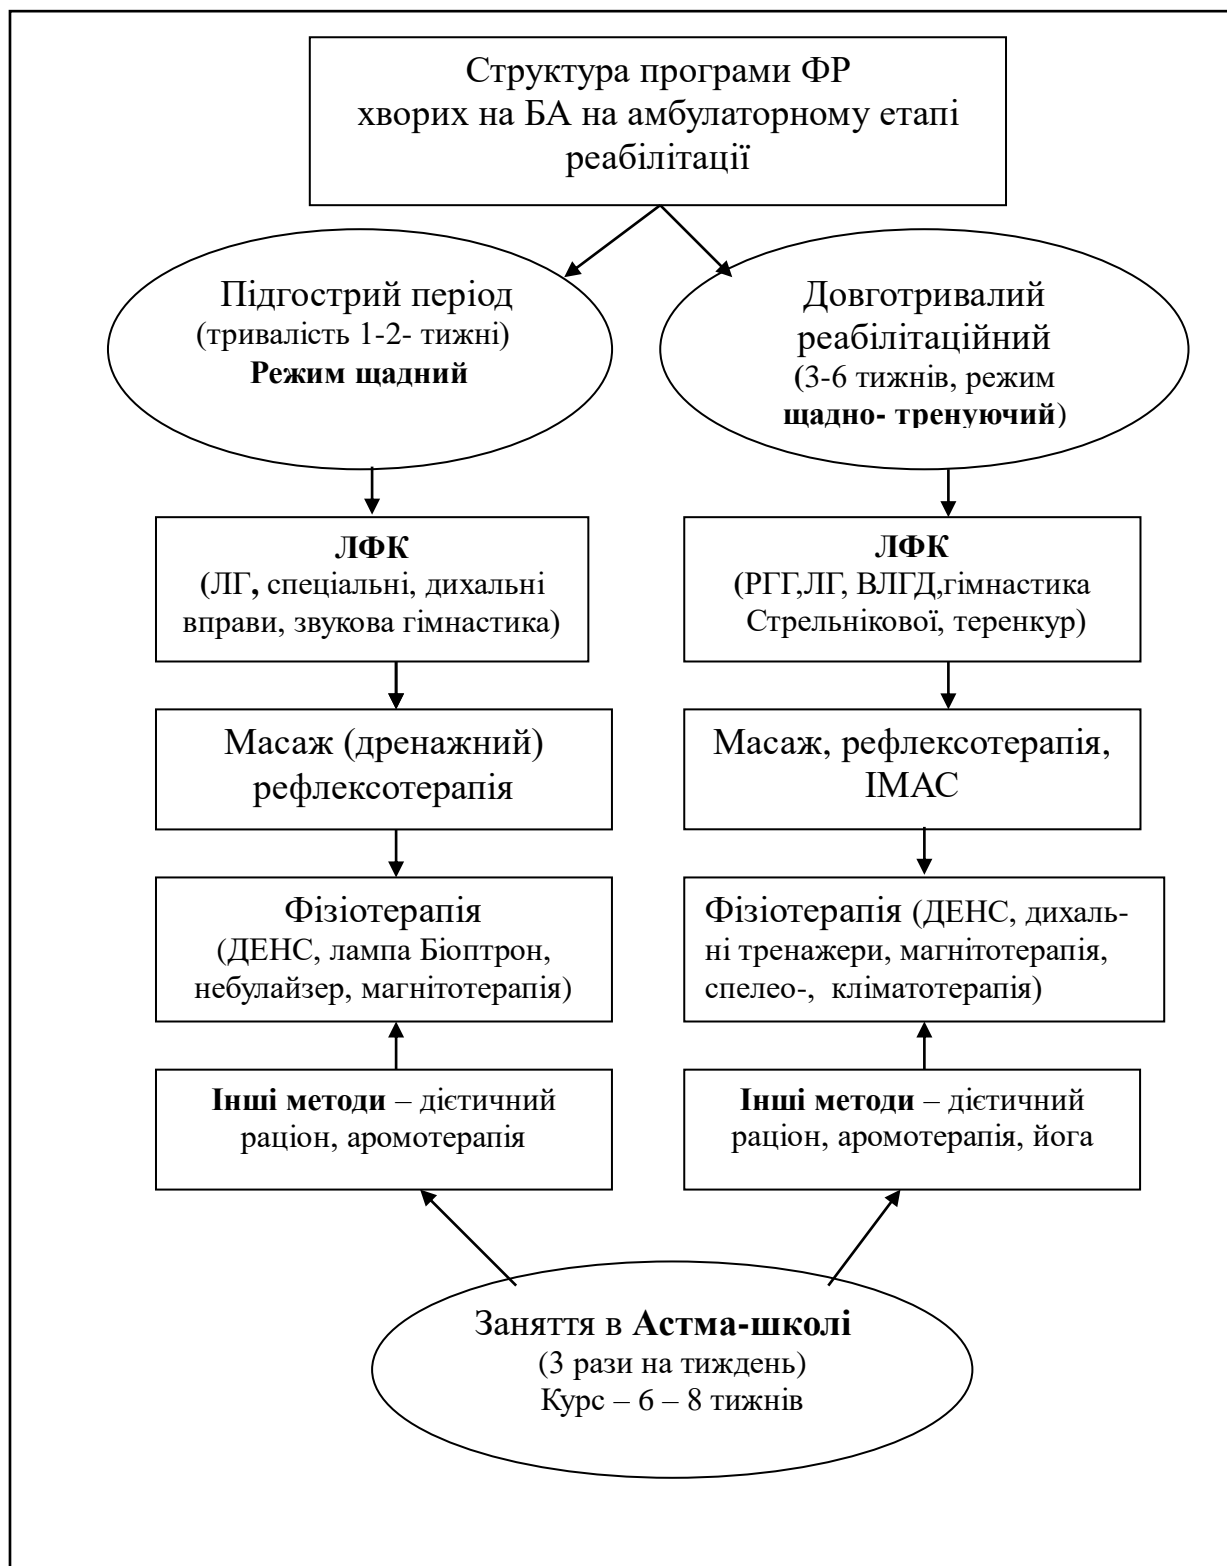 Структура програми ФР
хворих на БА на амбулаторному етапі
реабілітації
Підгострий період
(тривалість 1-2- тижні)
Режим щадний
Довготривалий
реабілітаційний
(3-6 тижнів, режим
щадно- тренуючий)
ЛФК
(ЛГ, спеціальні, дихальні
вправи, звукова гімнастика)
ЛФК
(РГГ,ЛГ, ВЛГД,гімнастика
Стрельнікової, теренкур)
Масаж (дренажний)
рефлексотерапія
Масаж, рефлексотерапія,
ІМАС
Фізіотерапія
(ДЕНС, лампа Біоптрон,
небулайзер, магнітотерапія)
Фізіотерапія (ДЕНС, дихаль-
ні тренажери, магнітотерапія,
спелео-, кліматотерапія)
Інші методи – дієтичний
раціон, аромотерапія
Інші методи – дієтичний
раціон, аромотерапія, йога
Заняття в Астма-школі
(3 рази на тиждень)
Курс – 6 – 8 тижнів